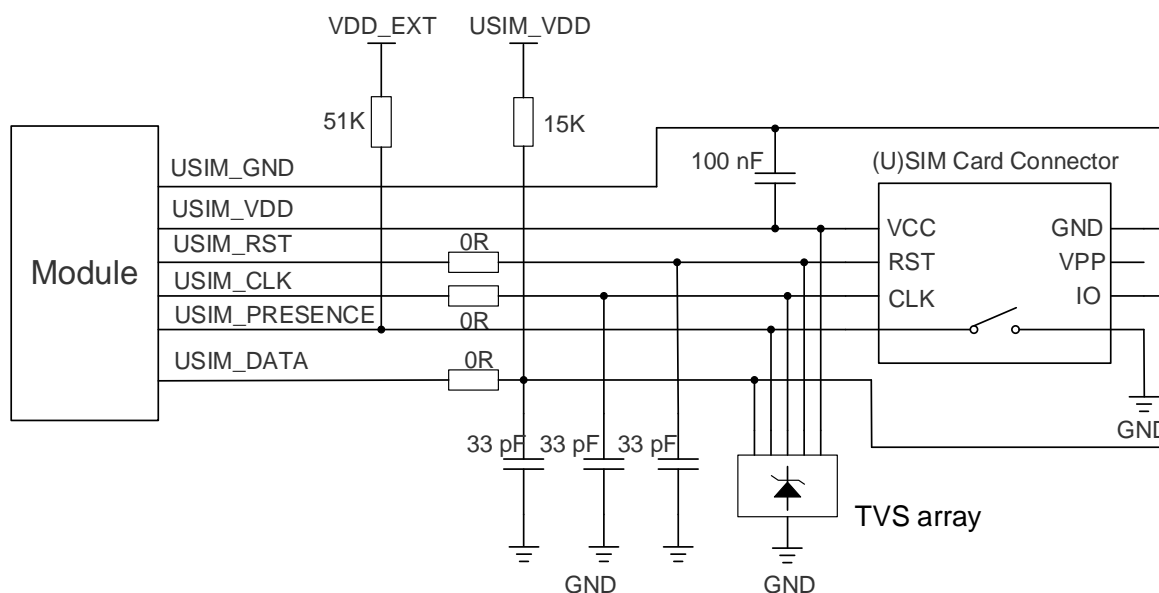 VDD_EXT USIM_VDD
51K 15K
USIM_GND
100 nF
(U)SIM Card Connector
USIM_VDD
VCC GND
USIM_RST
0R
RST VPP
Module
USIM_CLK
CLK IO
USIM_PRESENCE
0R
USIM_DATA
0R
GND
33 pF 33 pF 33 pF
TVS array
GND GND